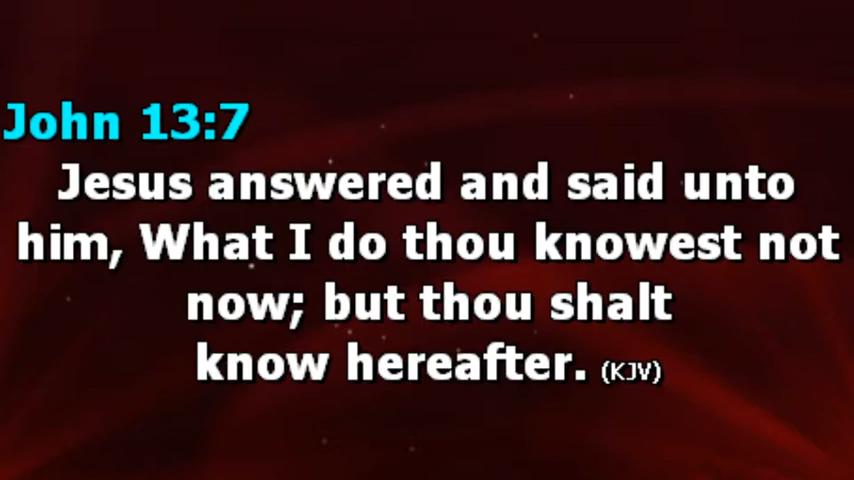 John 13:7
Jesus answered and said unto
him, What I do thou knowest not
now; but thou shalt
know hereafter. (KJV)